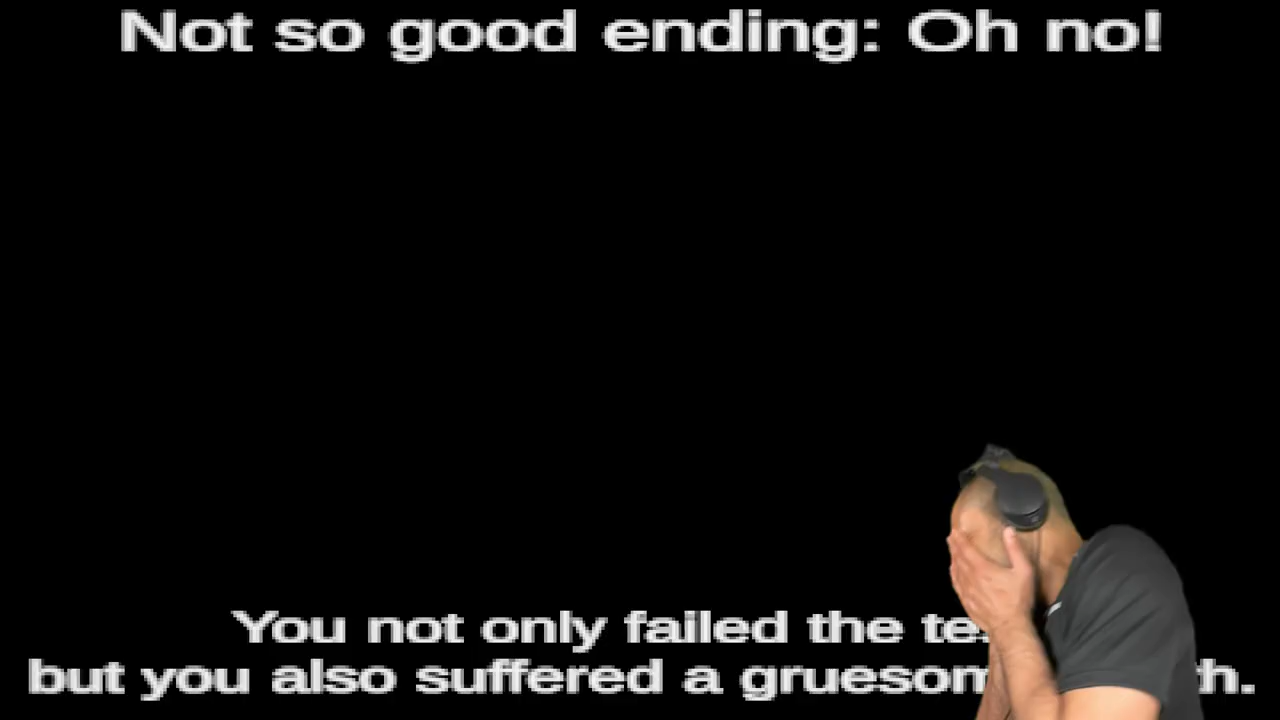 Not so good ending: Oh no!
You not only failed the
but you also suffered a